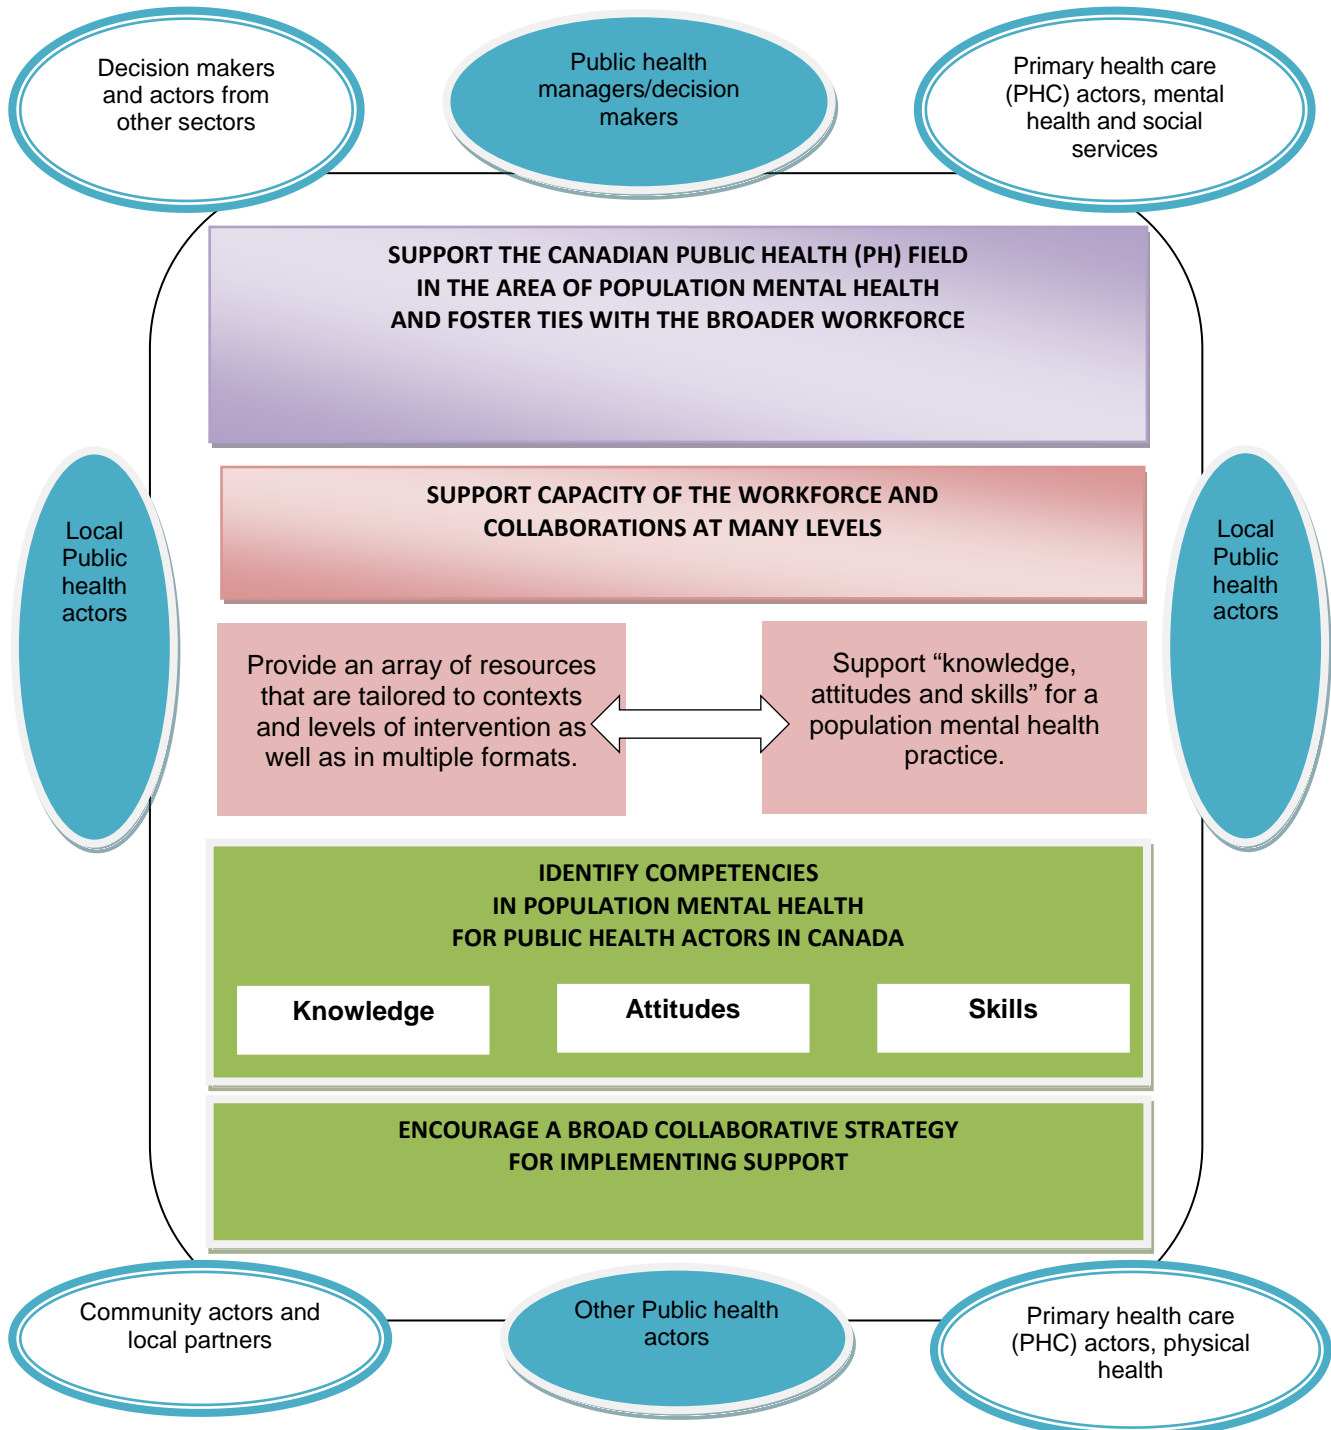 Decision makers
and actors from
other sectors
Public health
managers/decision
makers
Primary health care
(PHC) actors, mental
health and social
services
SUPPORT THE CANADIAN PUBLIC HEALTH (PH) FIELD
IN THE AREA OF POPULATION MENTAL HEALTH
AND FOSTER TIES WITH THE BROADER WORKFORCE
SUPPORT CAPACITY OF THE WORKFORCE AND
COLLABORATIONS AT MANY LEVELS
Local
Public
health
actors
Local
Public
health
actors
Provide an array of resources
that are tailored to contexts
and levels of intervention as
well as in multiple formats.
Support “knowledge,
attitudes and skills” for a
population mental health
practice.
IDENTIFY COMPETENCIES
IN POPULATION MENTAL HEALTH
FOR PUBLIC HEALTH ACTORS IN CANADA
Knowledge
Attitudes
Skills
ENCOURAGE A BROAD COLLABORATIVE STRATEGY
FOR IMPLEMENTING SUPPORT
Community actors and
local partners
Other Public health
actors
Primary health care
(PHC) actors, physical
health